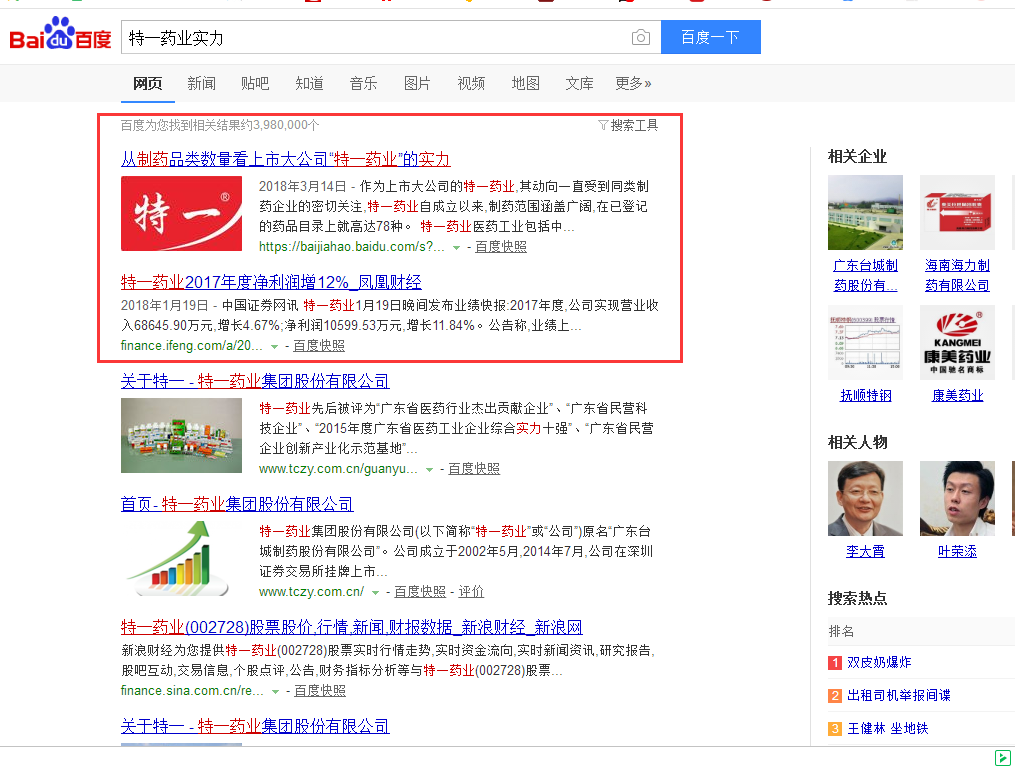 Bai du 百度
特一药业实力
百度一下
网页 新闻 贴吧 知道 音乐 图片 视频 地图 文库 更多»
百度为您找到相关结果约3,980,000个
搜索工具
从制药品类数量看上市大公司“特一药业”的实力
特一®
2018年3月14日 - 作为上市大公司的特一药业,其动向一直受到同类制
药企业的密切关注,特一药业自成立以来,制药范围涵盖广阔,在已登记
的药品目录上就高达78种。 特一药业医药工业包括中...
https://baijiahao.baidu.com/s?... - 百度快照
特一药业2017年度净利润增12%_凤凰财经
2018年1月19日 - 中国证券网讯 特一药业1月19日晚间发布业绩快报:2017年度,公司实现营业收
入68645.90万元,增长4.67%;净利润10599.53万元,增长11.84%。公告称,业绩上...
finance.ifeng.com/a/20... - 百度快照
关于特一 - 特一药业集团股份有限公司
特一药业先后被评为“广东省医药行业杰出贡献企业”、“广东省民营科
技企业”、“2015年度广东省医药工业企业综合实力十强”、“广东省民营
企业创新产业化示范基地”...
www.tczy.com.cn/guanyu... - 百度快照
首页- 特一药业集团股份有限公司
特一药业集团股份有限公司(以下简称“特一药业”或“公司”)原名“广东台
城制药股份有限公司”。公司成立于2002年5月,2014年7月,公司在深圳
证券交易所挂牌上市...
www.tczy.com.cn/ - 百度快照 - 评价
特一药业(002728)股票股价,行情,新闻,财报数据_新浪财经_新浪网
新浪财经为您提供特一药业(002728)股票实时行情走势,实时资金流向,实时新闻资讯,研究报告,
股吧互动,交易信息,个股点评,公告,财务指标分析等与特一药业(002728)股票...
finance.sina.com.cn/re... - 百度快照
关于特一 - 特一药业集团股份有限公司
相关企业
广东台城制
药股份有...
海南海力制
药有限公司
KANGMEI
康美药业
中国驰名商标
抚顺特钢
康美药业
相关人物
李大霄
叶荣添
搜索热点
排名
1 双皮奶爆炸
2 出租司机举报间谍
3 王健林 坐地铁